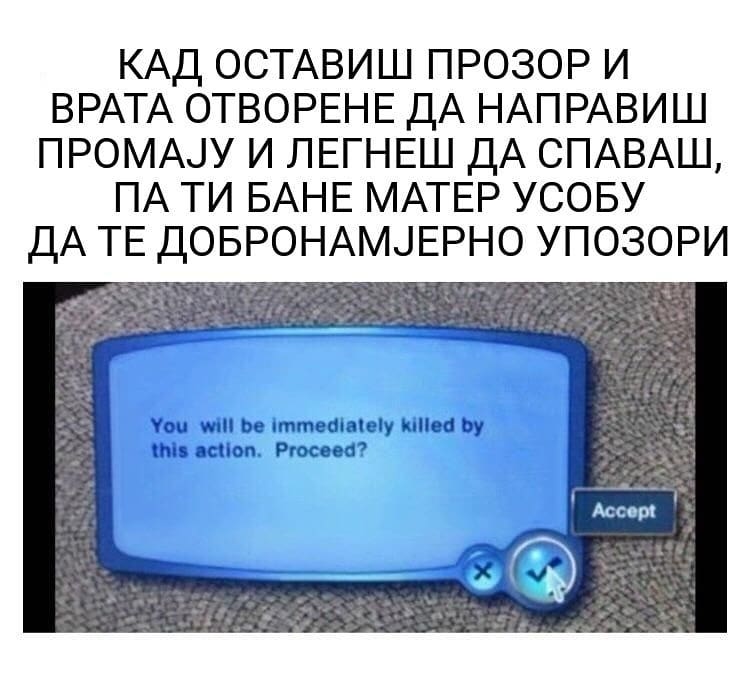 КАД ОСТАВИШ ПРОЗОР И
ВРАТА ОТВОРЕНЕ ДА НАПРАВИШ
ПРОМАЈУ И ЛЕГНЕШ ДА СПАВАШ,
ПА ТИ БАНЕ МАТЕР УСОБУ
ДА ТЕ ДОБРОНАМЈЕРНО УПОЗОРИ
You will be immediately killed by
this action. Proceed?
Accept